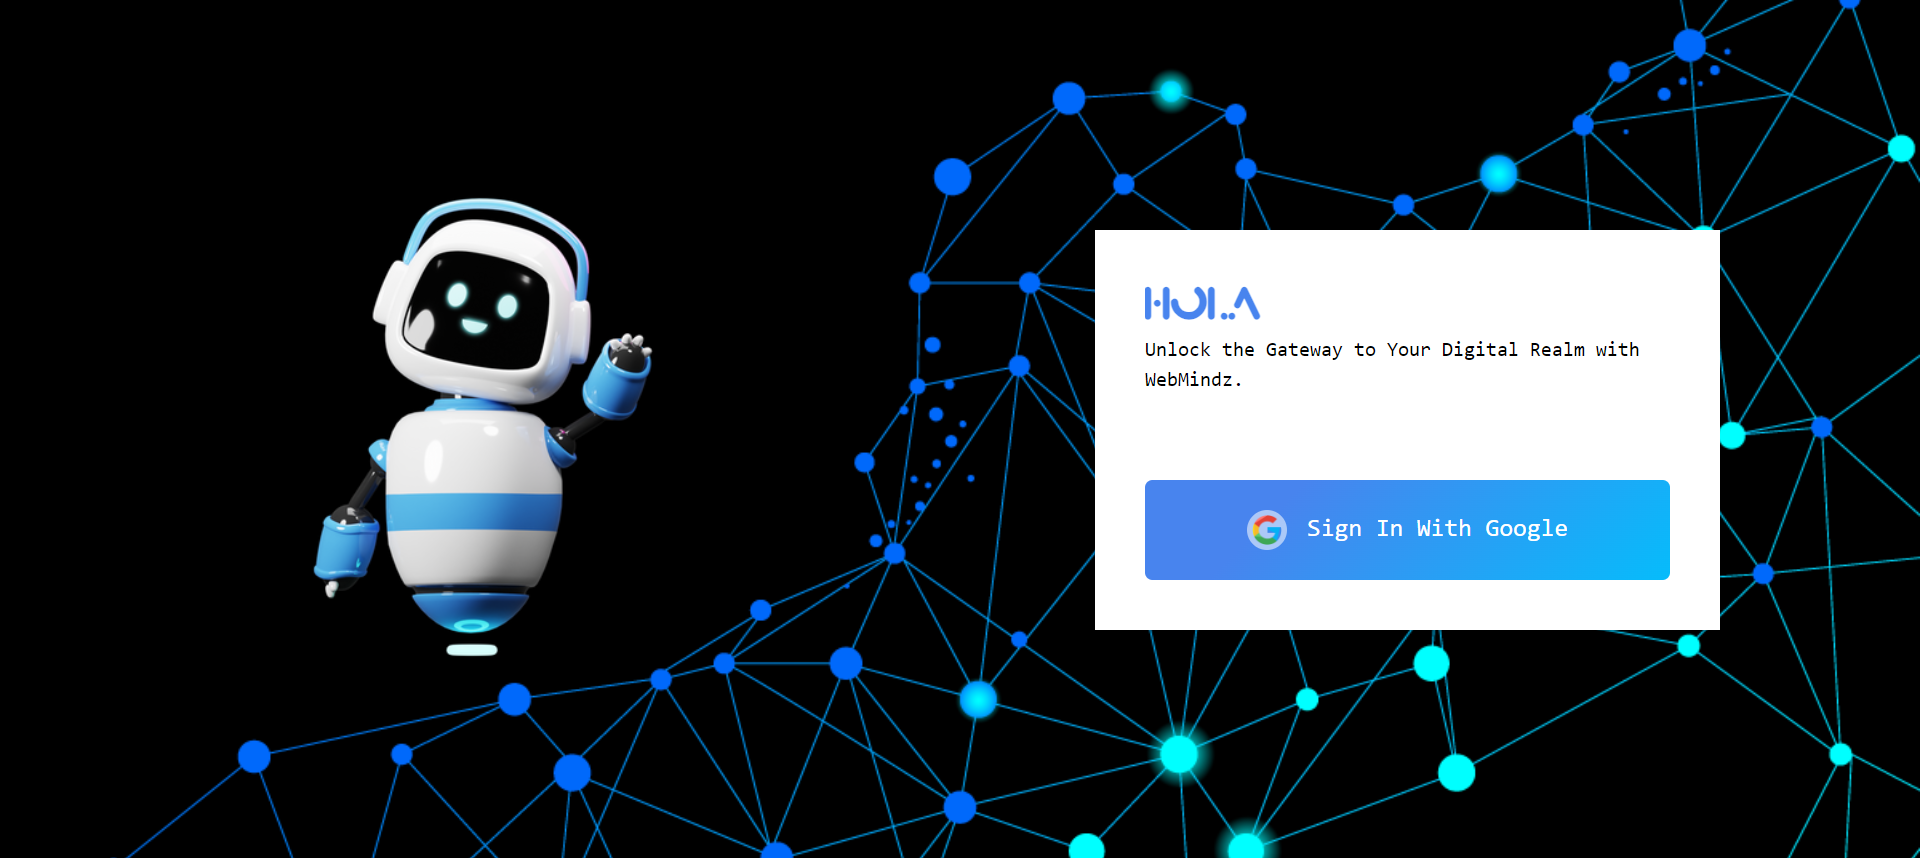 HOLA
Unlock the Gateway to Your Digital Realm with
WebMindz.
Sign In With Google